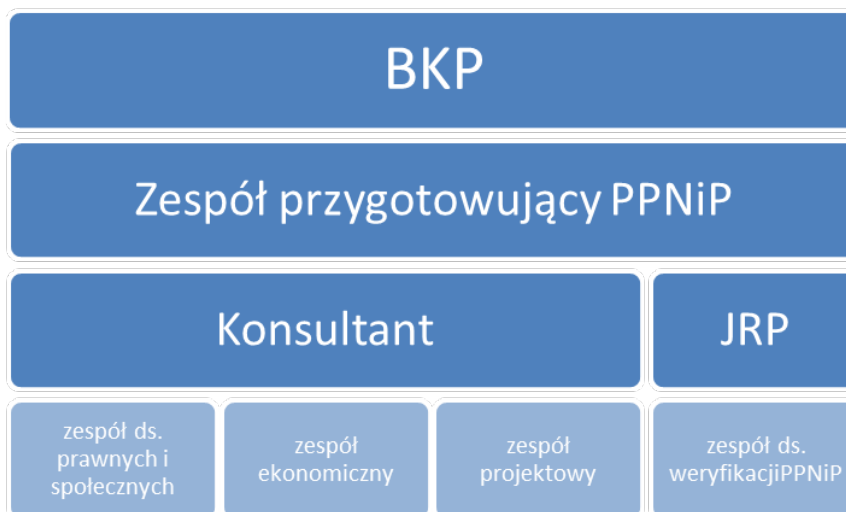 BKP
Zespół przygotowujący PPNiP
Konsultant
JRP
zespół ds.
prawnych i
społecznych
zespół
ekonomiczny
zespół
projektowy
zespół ds.
weryfikacjiPPNiP